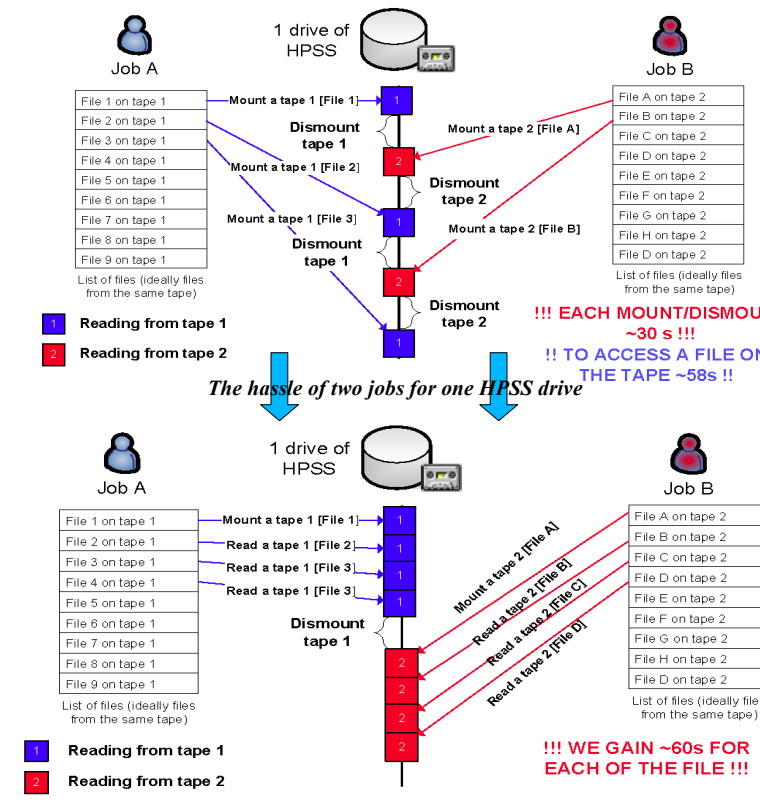 1 drive of
HPSS
Job A
Job B
File 1 on tape 1
File 2 on tape 1
File 3 on tape 1
File 4 on tape 1
File 5 on tape 1
File 6 on tape 1
File 7 on tape 1
File 8 on tape 1
File 9 on tape 1
List of files (ideally files
from the same tape)
Mount a tape 1 [File 1]
Mount a tape 1 [File 2]
Mount a tape 1 [File 3]
1
Dismount
tape 1
2
Dismount
tape 2
1
Dismount
tape 1
2
Dismount
tape 2
1
Mount a tape 2 [File A]
Mount a tape 2 [File B]
File A on tape 2
File B on tape 2
File C on tape 2
File D on tape 2
File E on tape 2
File F on tape 2
File G on tape 2
File H on tape 2
File D on tape 2
List of files (ideally files
from the same tape)
1 Reading from tape 1
2 Reading from tape 2
!!! EACH MOUNT/DISMOU
~30 s !!!
!! TO ACCESS A FILE ON
THE TAPE ~58s !!
The hassle of two jobs for one HPSS drive
1 drive of
HPSS
Job A
Job B
File 1 on tape 1
File 2 on tape 1
File 3 on tape 1
File 4 on tape 1
File 5 on tape 1
File 6 on tape 1
File 7 on tape 1
File 8 on tape 1
File 9 on tape 1
List of files (ideally files
from the same tape)
Mount a tape 1 [File 1]
Read a tape 1 [File 2]
Read a tape 1 [File 3]
Read a tape 1 [File 3]
1
1
1
1
Dismount
tape 1
2
2
2
2
Mount a tape 2 [File A]
Read a tape 2 [File B]
Read a tape 2 [File C]
Read a tape 2 [File D]
File A on tape 2
File B on tape 2
File C on tape 2
File D on tape 2
File E on tape 2
File F on tape 2
File G on tape 2
File H on tape 2
File D on tape 2
List of files (ideally file
from the same tape)
1 Reading from tape 1
2 Reading from tape 2
!!! WE GAIN ~60s FOR
EACH OF THE FILE !!!